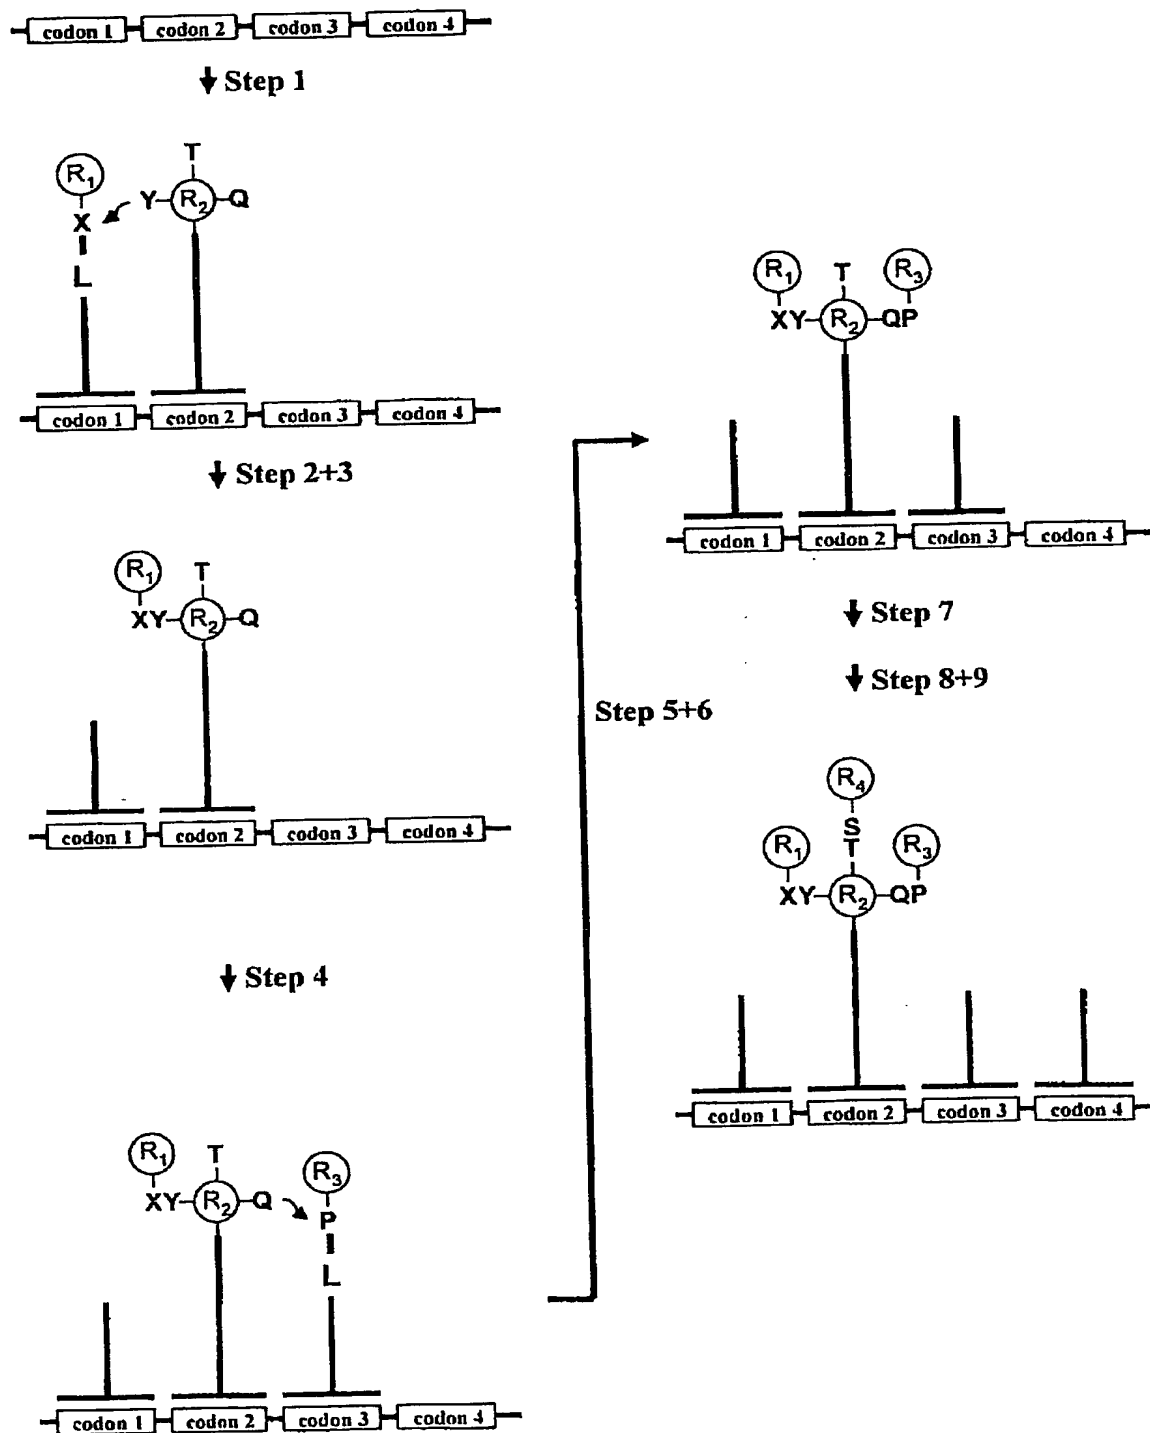 codon 1 codon 2 codon 3 codon 4
Step 1
T
R1 Y R2 Q
X
L
codon 1 codon 2 codon 3 codon 4
Step 2+3
R1 T
XY R2 Q
codon 1 codon 2 codon 3 codon 4
Step 4
R1 T R3
XY R2 Q P
L
codon 1 codon 2 codon 3 codon 4
Step 5+6
R1 T R3
XY R2 QP
codon 1 codon 2 codon 3 codon 4
Step 7
Step 8+9
R4
S
R1 T R3
XY R2 QP
codon 1 codon 2 codon 3 codon 4